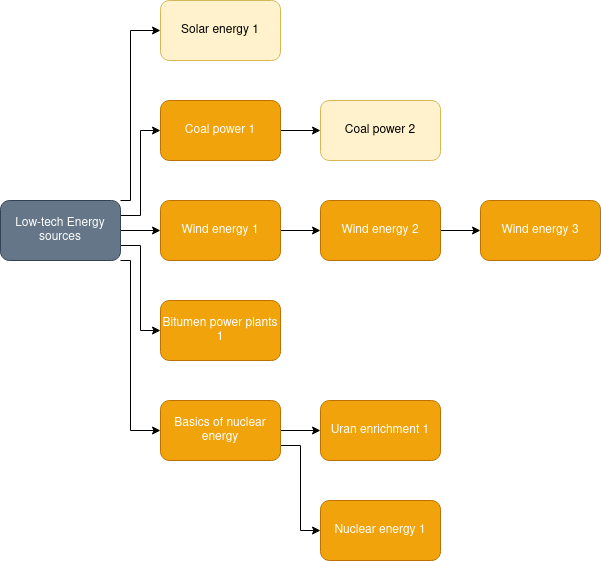 Solar energy 1
Coal power 1
Coal power 2
Low-tech Energy
sources
Wind energy 1
Wind energy 2
Wind energy 3
Bitumen power plants
1
Basics of nuclear
energy
Uran enrichment 1
Nuclear energy 1